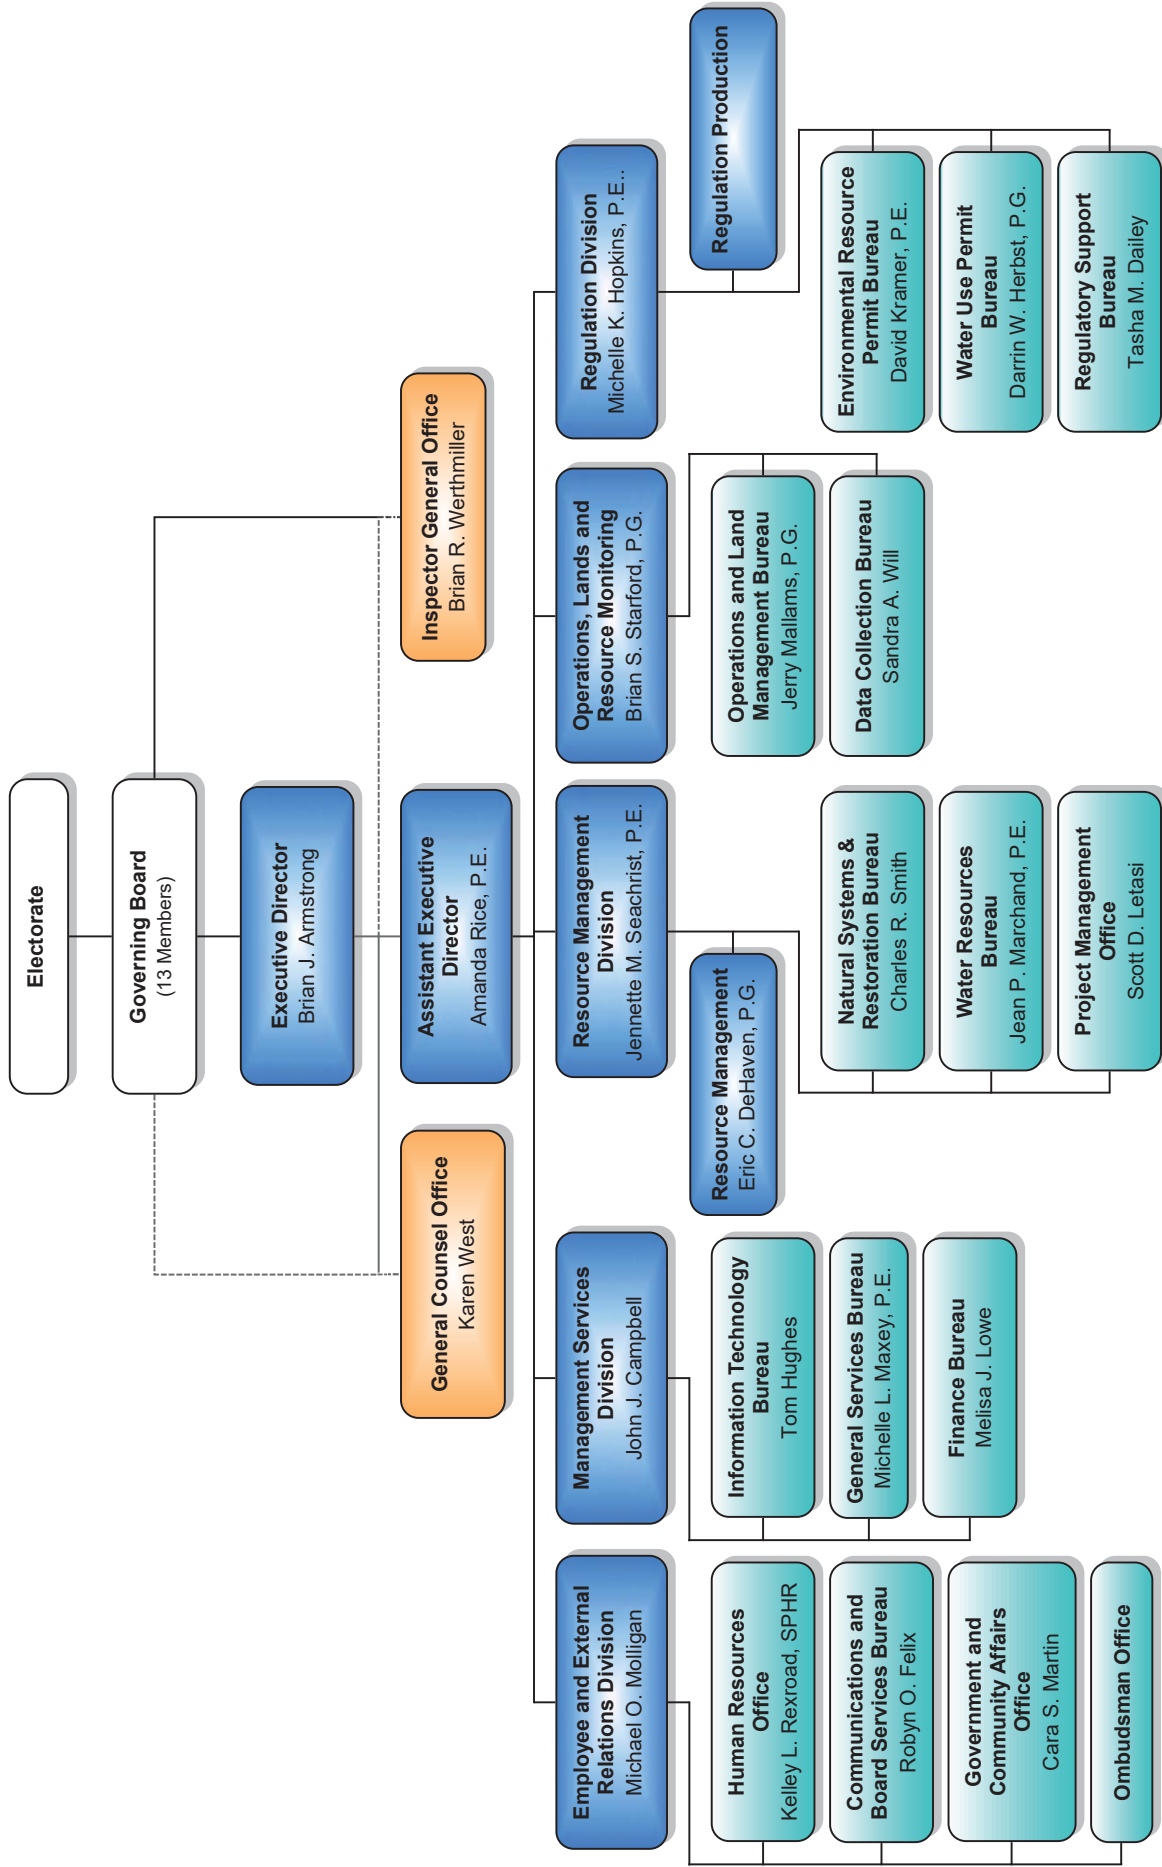 Electorate
Governing Board
(13 Members)
Executive Director
Brian J. Armstrong
General Counsel Office
Karen West
Assistant Executive
Director
Amanda Rice, P.E.
Inspector General Office
Brian R. Werthmiller
Employee and External
Relations Division
Michael O. Molligan
Management Services
Division
John J. Campbell
Resource Management
Division
Jennette M. Seachrist, P.E.
Operations, Lands and
Resource Monitoring
Brian S. Starford, P.G.
Regulation Division
Michelle K. Hopkins, P.E..
Human Resources
Office
Kelley L. Rexroad, SPHR
Communications and
Board Services Bureau
Robyn O. Felix
Government and
Community Affairs
Office
Cara S. Martin
Ombudsman Office
Information Technology
Bureau
Tom Hughes
General Services Bureau
Michelle L. Maxey, P.E.
Finance Bureau
Melisa J. Lowe
Resource Management
Eric C. DeHaven, P.G.
Natural Systems &
Restoration Bureau
Charles R. Smith
Water Resources
Bureau
Jean P. Marchand, P.E.
Project Management
Office
Scott D. Letasi
Operations and Land
Management Bureau
Jerry Mallams, P.G.
Data Collection Bureau
Sandra A. Will
Regulation Production
Environmental Resource
Permit Bureau
David Kramer, P.E.
Water Use Permit
Bureau
Darrin W. Herbst, P.G.
Regulatory Support
Bureau
Tasha M. Dailey